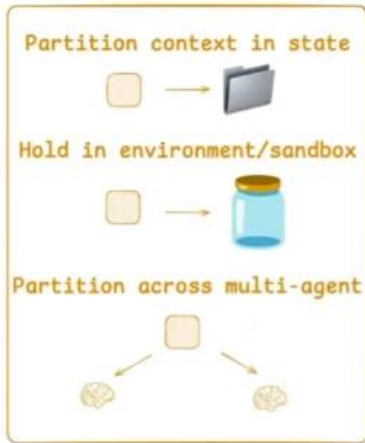 Partition context in state
Hold in environment/sandbox
Partition across multi-agent